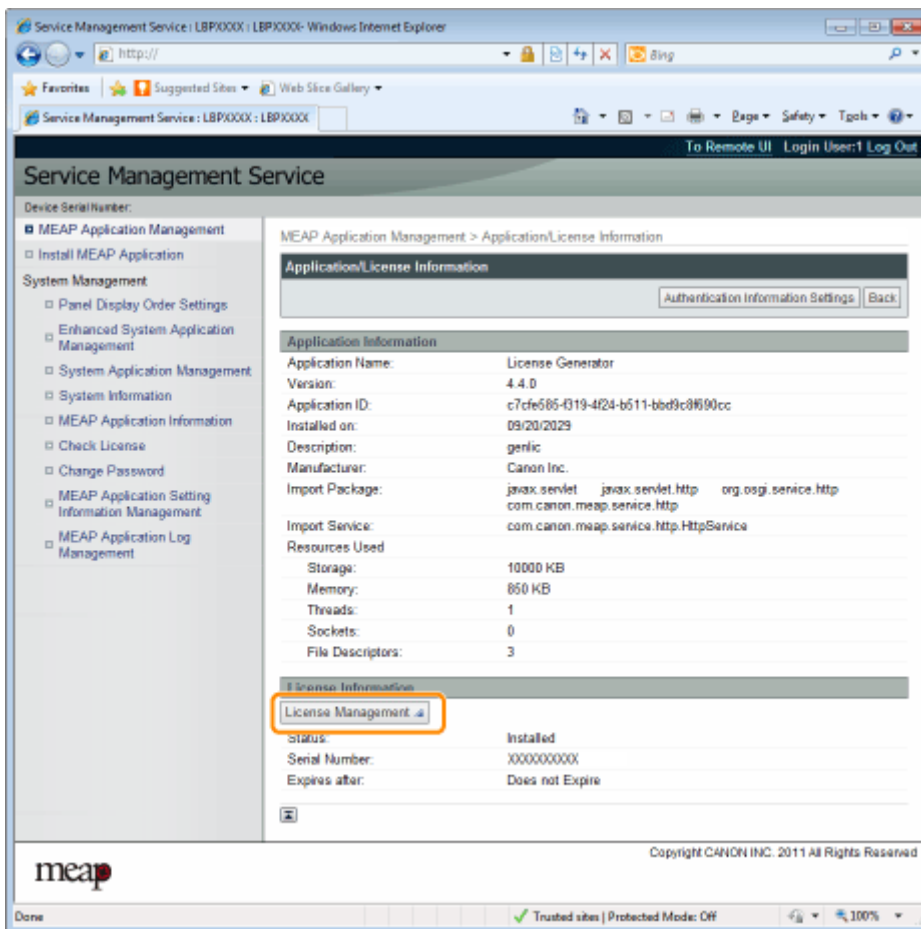 Service Management Service : LBPXXXX : LBPXXXX- Windows Internet Explorer
http://
Bing
Favorites Suggested Sites Web Slice Gallery
Service Management Service : LBPXXXX : LBPXXXX
Page Safety Tools
To Remote UI Login User:1 Log Out
Service Management Service
Device Serial Number:
MEAP Application Management
Install MEAP Application
System Management
Panel Display Order Settings
Enhanced System Application
Management
System Application Management
System Information
MEAP Application Information
Check License
Change Password
MEAP Application Setting
Information Management
MEAP Application Log
Management
MEAP Application Management > Application/License Information
Application/License Information
Authentication Information Settings Back
Application Information
Application Name: License Generator
Version: 4.4.0
Application ID: c7cfe585-f319-4f24-b511-bbd9c8f690cc
Installed on: 09/20/2029
Description: genlic
Manufacturer: Canon Inc.
Import Package: javax.servlet javax.servlet.http org.osgi.service.http
com.canon.meap.service.http
Import Service: com.canon.meap.service.http.HttpService
Resources Used
Storage: 10000 KB
Memory: 850 KB
Threads: 1
Sockets: 0
File Descriptors: 3
License Information
License Management
Status: Installed
Serial Number: XXXXXXXXXX
Expires after: Does not Expire
Copyright CANON INC. 2011 All Rights Reserved
meap
Done Trusted sites | Protected Mode: Off 100%